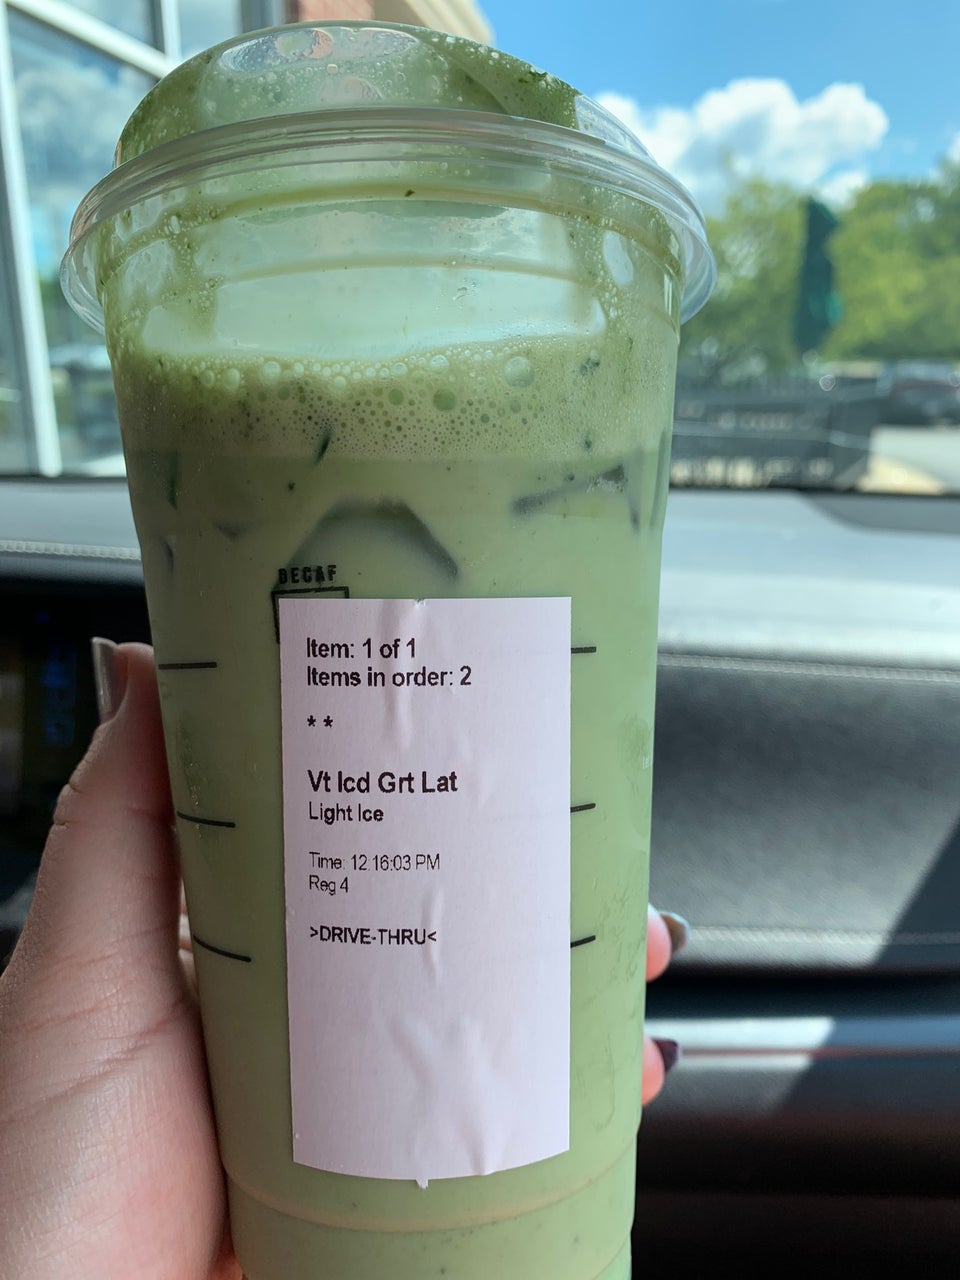 DECAF
Item: 1 of 1
Items in order: 2
**
Vt Icd Grt Lat
Light Ice
Time: 12:16:03 PM
Reg 4
>DRIVE-THRU<